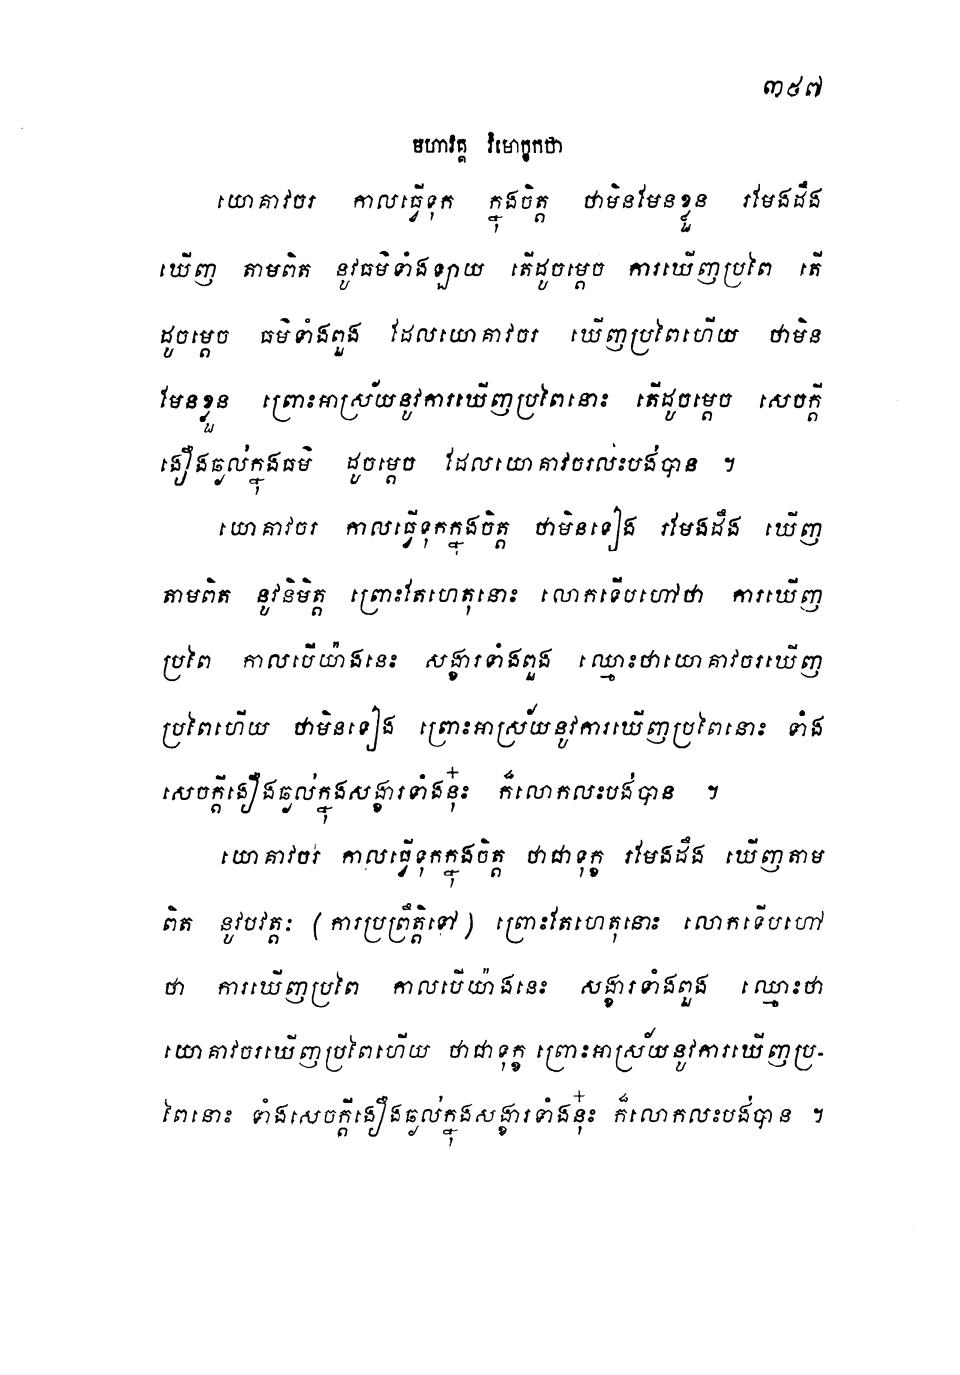 ៣៩៧
មហាវគ្គ វិមោក្ខកថា
យោគាវចរ កាលធ្វើទុក ក្នុងចិត្ត ថាមិនមែនខ្លួន រមែងដឹង
ឃើញ តាមពិត នូវធម៌ទាំងឡាយ តើដូចម្តេច ការឃើញប្រពៃ តើ
ដូចម្តេច ធម៌ទាំងពួង ដែលយោគាវចរ ឃើញប្រពៃហើយ ថាមិន
មែនខ្លួន ព្រោះអាស្រ័យនូវការឃើញប្រពៃនោះ តើដូចម្តេច សេចក្តី
ងឿងឆ្ងល់ក្នុងធម៌ ដូចម្តេច ដែលយោគាវចរលះបង់បាន ។
យោគាវចរ កាលធ្វើទុកក្នុងចិត្ត ថាមិនទៀង រមែងដឹង ឃើញ
តាមពិត នូវនិមិត្ត ព្រោះតែហេតុនោះ លោកទើបហៅថា ការឃើញ
ប្រពៃ កាលបើយ៉ាងនេះ សង្ខារទាំងពួង ឈ្មោះថាយោគាវចរឃើញ
ប្រពៃហើយ ថាមិនទៀង ព្រោះអាស្រ័យនូវការឃើញប្រពៃនោះ ទាំង
សេចក្តីងឿងឆ្ងល់ក្នុងសង្ខារទាំងនុ៎ះ ក៏លោកលះបង់បាន ។
យោគាវចរ កាលធ្វើទុកក្នុងចិត្ត ថាជាទុក្ខ រមែងដឹង ឃើញតាម
ពិត នូវបវត្តៈ (ការប្រព្រឹត្តិទៅ) ព្រោះតែហេតុនោះ លោកទើបហៅ
ថា ការឃើញប្រពៃ កាលបើយ៉ាងនេះ សង្ខារទាំងពួង ឈ្មោះថា
យោគាវចរឃើញប្រពៃហើយ ថាជាទុក្ខ ព្រោះអាស្រ័យនូវការឃើញប្រ-
ពៃនោះ ទាំងសេចក្តីងឿងឆ្ងល់ក្នុងសង្ខារទាំងនុ៎ះ ក៏លោកលះបង់បាន ។